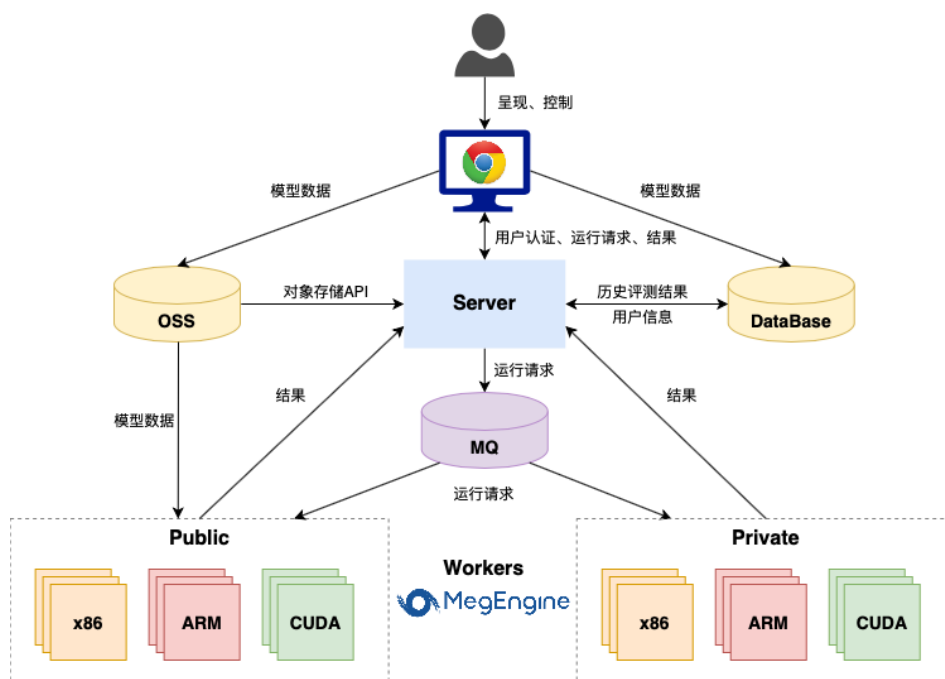 呈现、控制
模型数据
模型数据
用户认证、运行请求、结果
OSS
对象存储API
Server
历史评测结果
用户信息
DataBase
运行请求
模型数据
结果
结果
MQ
运行请求
Public
Private
Workers
MegEngine
x86
ARM
CUDA
x86
ARM
CUDA